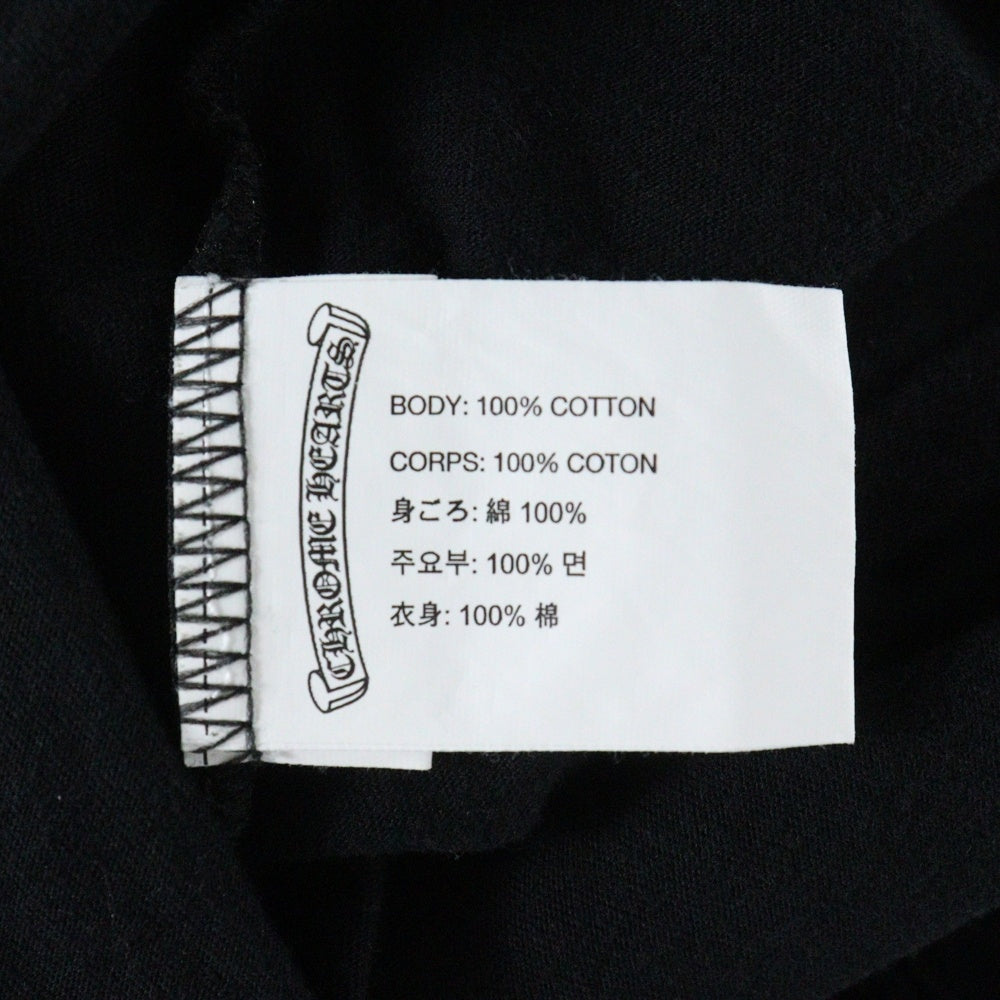 CHROME HEARTS
BODY: 100% COTTON
CORPS: 100% COTON
身ごろ: 綿 100%
주요부: 100% 면
衣身: 100% 棉